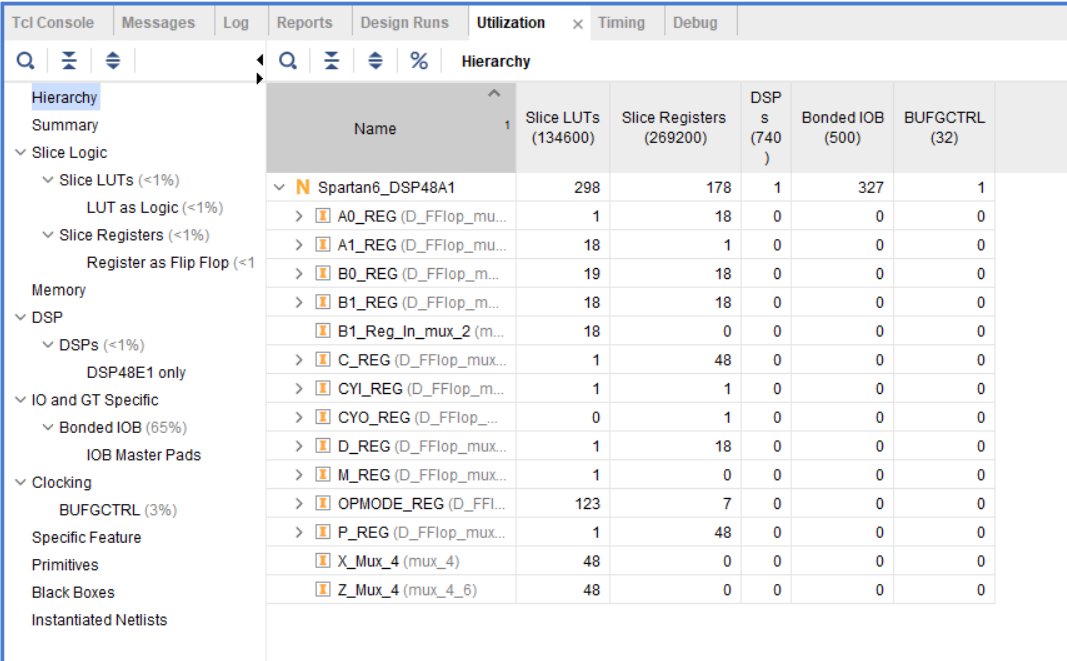 Tcl Console Messages Log Reports Design Runs Utilization × Timing Debug
% Hierarchy
Hierarchy
Summary
Slice Logic
Slice LUTs (<1%)
LUT as Logic (<1%)
Slice Registers (<1%)
Register as Flip Flop (<1
Memory
DSP
DSPs (<1%)
DSP48E1 only
IO and GT Specific
Bonded IOB (65%)
IOB Master Pads
Clocking
BUFGCTRL (3%)
Specific Feature
Primitives
Black Boxes
Instantiated Netlists
Name 1 Slice LUTs (134600) Slice Registers (269200) DSPs (740) Bonded IOB (500) BUFGCTRL (32)
N Spartan6_DSP48A1 298 178 1 327 1
I A0_REG (D_FFlop_mu... 1 18 0 0 0
I A1_REG (D_FFlop_mu... 18 1 0 0 0
I B0_REG (D_FFlop_m... 19 18 0 0 0
I B1_REG (D_FFlop_m... 18 18 0 0 0
I B1_Reg_In_mux_2 (m... 18 0 0 0 0
I C_REG (D_FFlop_mux... 1 48 0 0 0
I CYI_REG (D_FFlop_m... 1 1 0 0 0
I CYO_REG (D_FFlop_... 0 1 0 0 0
I D_REG (D_FFlop_mux... 1 18 0 0 0
I M_REG (D_FFlop_mux... 1 0 0 0 0
I OPMODE_REG (D_FFl... 123 7 0 0 0
I P_REG (D_FFlop_mux... 1 48 0 0 0
I X_Mux_4 (mux_4) 48 0 0 0 0
I Z_Mux_4 (mux_4_6) 48 0 0 0 0